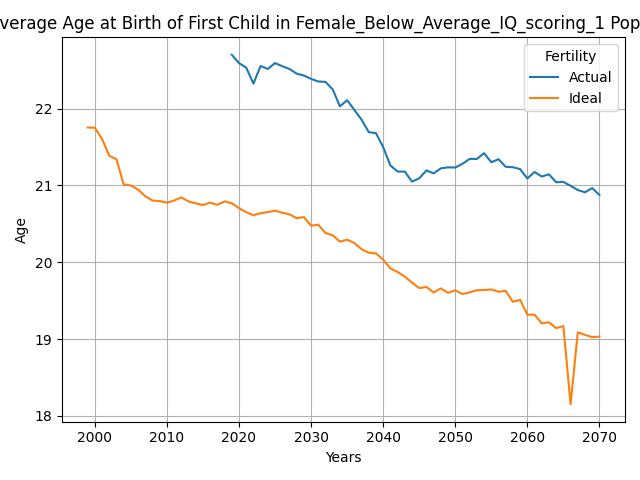 verage Age at Birth of First Child in Female_Below_Average_IQ_scoring_1 Pop
Fertility
Actual
Ideal
22
21
20
19
18
Age
2000 2010 2020 2030 2040 2050 2060 2070
Years